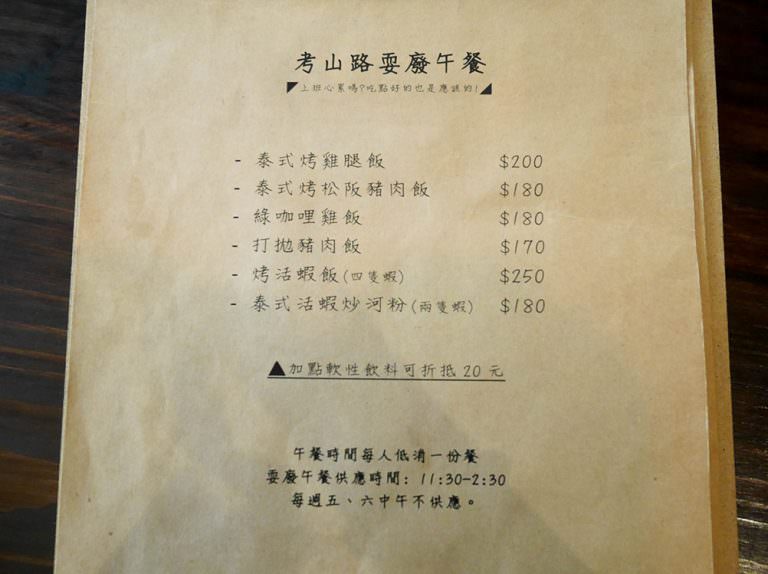 考山路耍廢午餐
上班心累嗎?吃點好的也是應該的!
- 泰式烤雞腿飯 $200
- 泰式烤松阪豬肉飯 $180
- 綠咖哩雞飯 $180
- 打拋豬肉飯 $170
- 烤活蝦飯(四隻蝦) $250
- 泰式活蝦炒河粉(兩隻蝦) $180
▲加點軟性飲料可折抵20元
午餐時間每人低消一份餐
耍廢午餐供應時間: 11:30-2:30
每週五、六中午不供應。